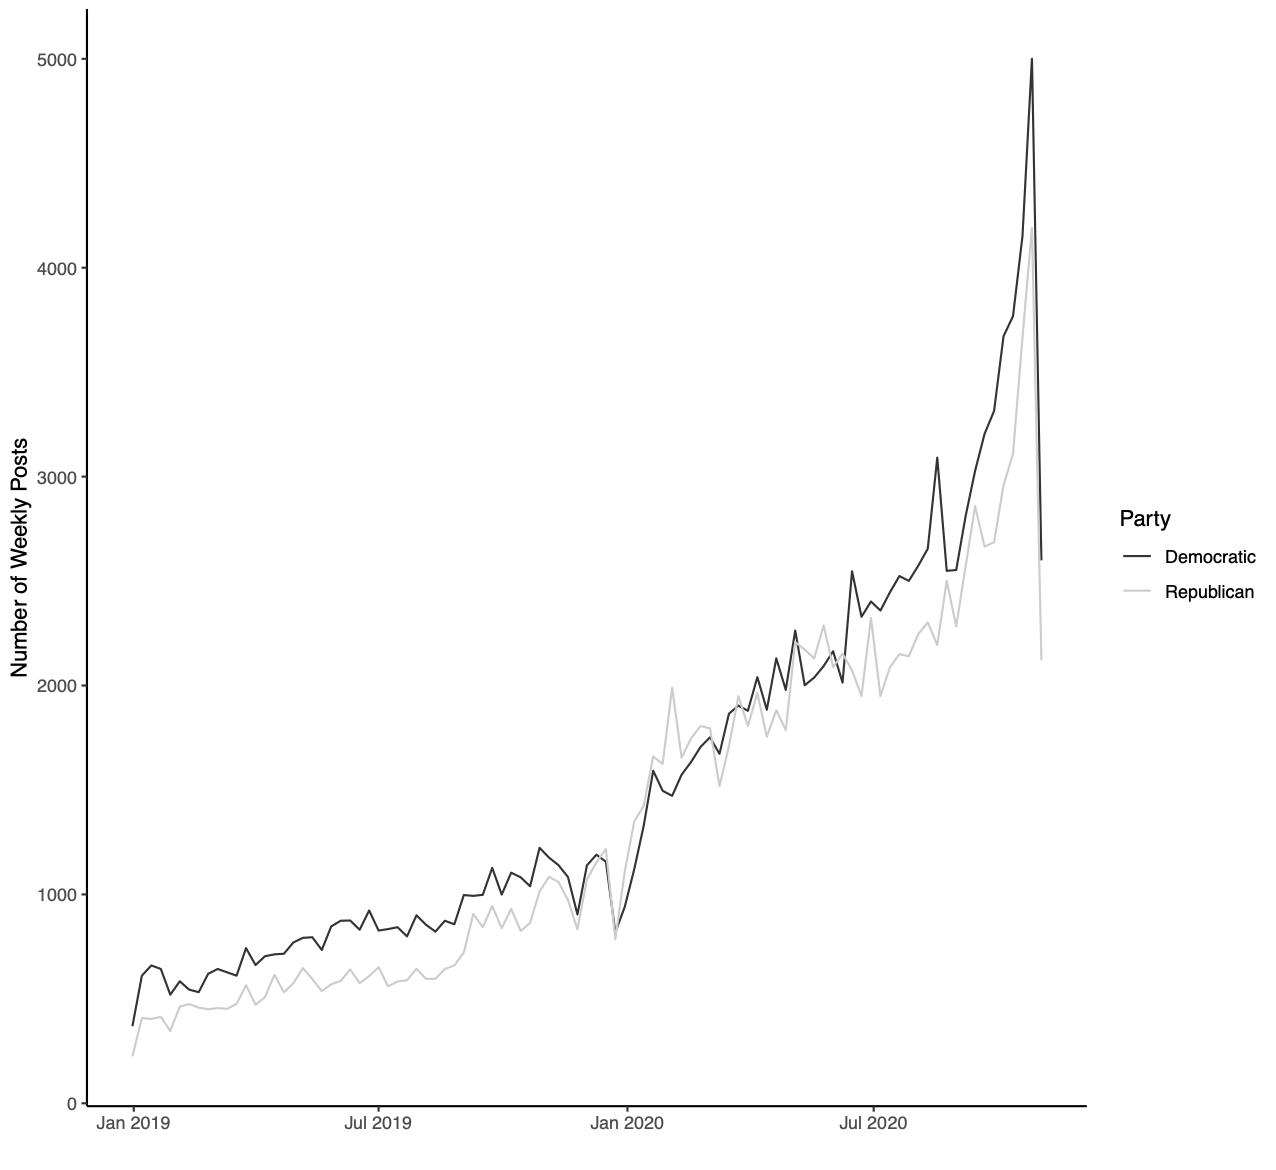 5000
4000
3000
2000
1000
0
Number of Weekly Posts
Jan 2019
Jul 2019
Jan 2020
Jul 2020
Party
Democratic
Republican